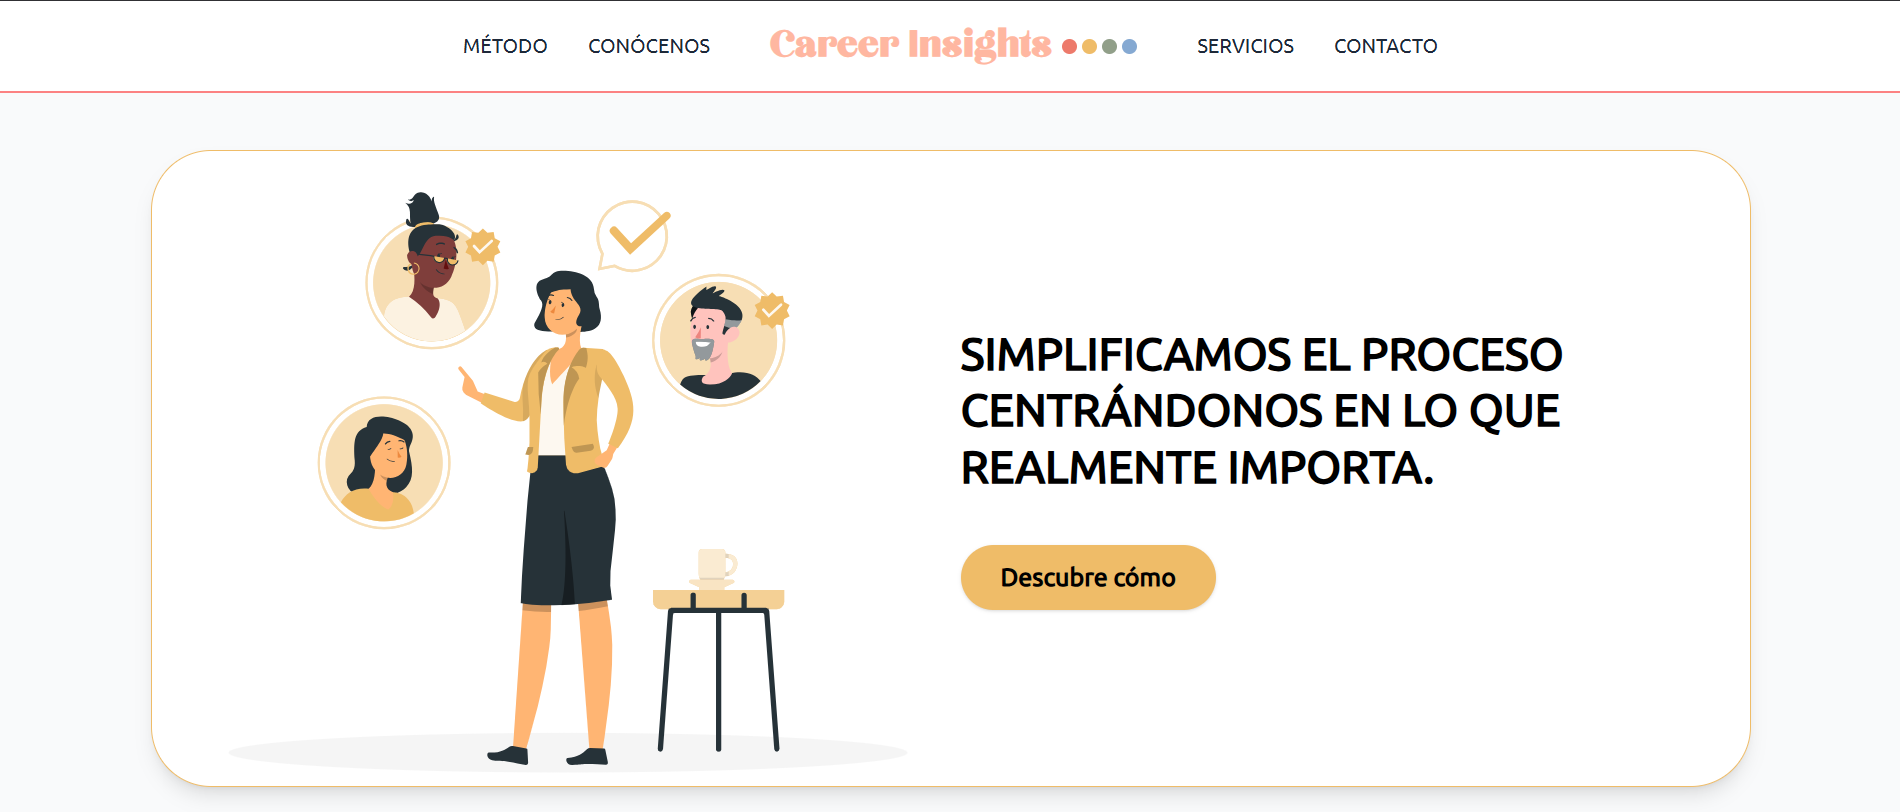 MÉTODO CONÓCENOS Career Insights SERVICIOS CONTACTO
SIMPLIFICAMOS EL PROCESO
CENTRÁNDONOS EN LO QUE
REALMENTE IMPORTA.
Descubre cómo